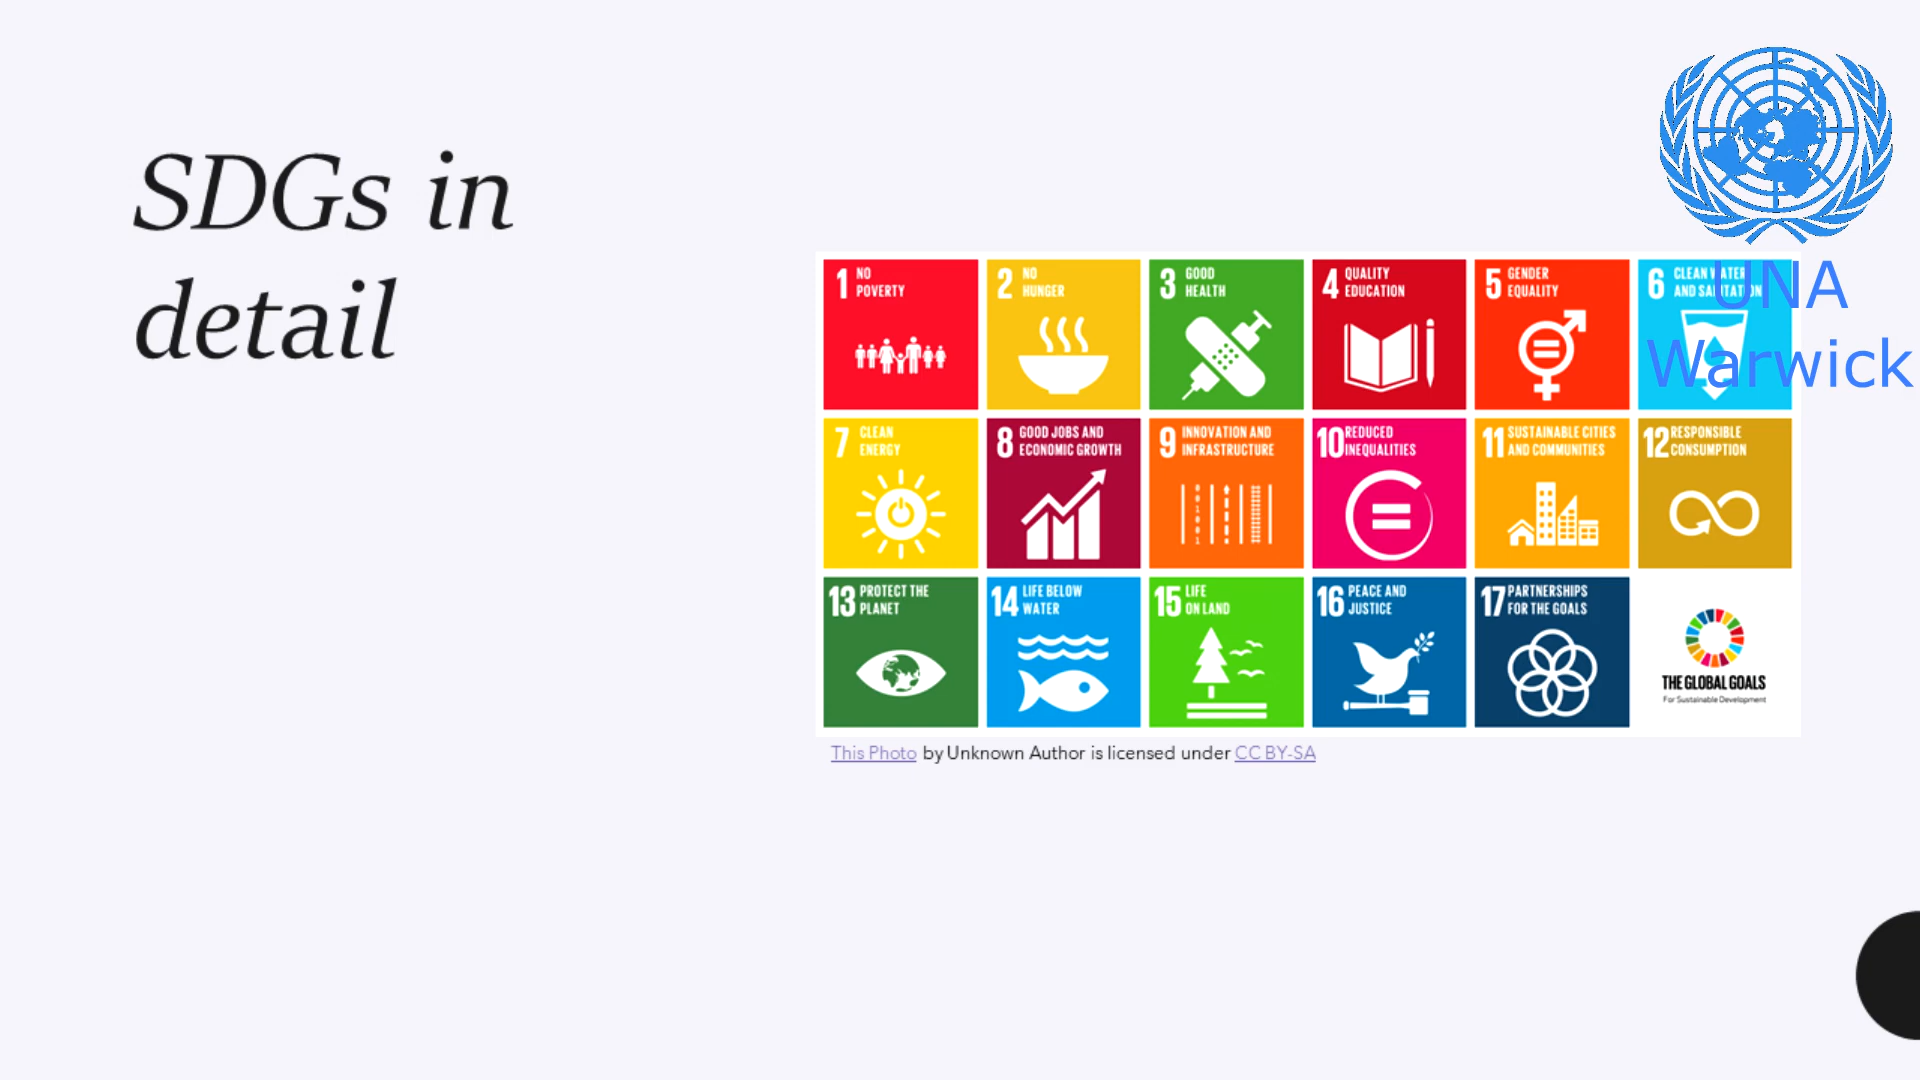 SDGs in
detail
UNA
Warwick
1 NO
POVERTY
2 NO
HUNGER
3 GOOD
HEALTH
4 QUALITY
EDUCATION
5 GENDER
EQUALITY
6 CLEAN WATER
AND SANITATION
7 CLEAN
ENERGY
8 GOOD JOBS AND
ECONOMIC GROWTH
9 INNOVATION AND
INFRASTRUCTURE
10 REDUCED
INEQUALITIES
11 SUSTAINABLE CITIES
AND COMMUNITIES
12 RESPONSIBLE
CONSUMPTION
13 PROTECT THE
PLANET
14 LIFE BELOW
WATER
15 LIFE
ON LAND
16 PEACE AND
JUSTICE
17 PARTNERSHIPS
FOR THE GOALS
THE GLOBAL GOALS
For Sustainable Development
This Photo by Unknown Author is licensed under CC BY-SA